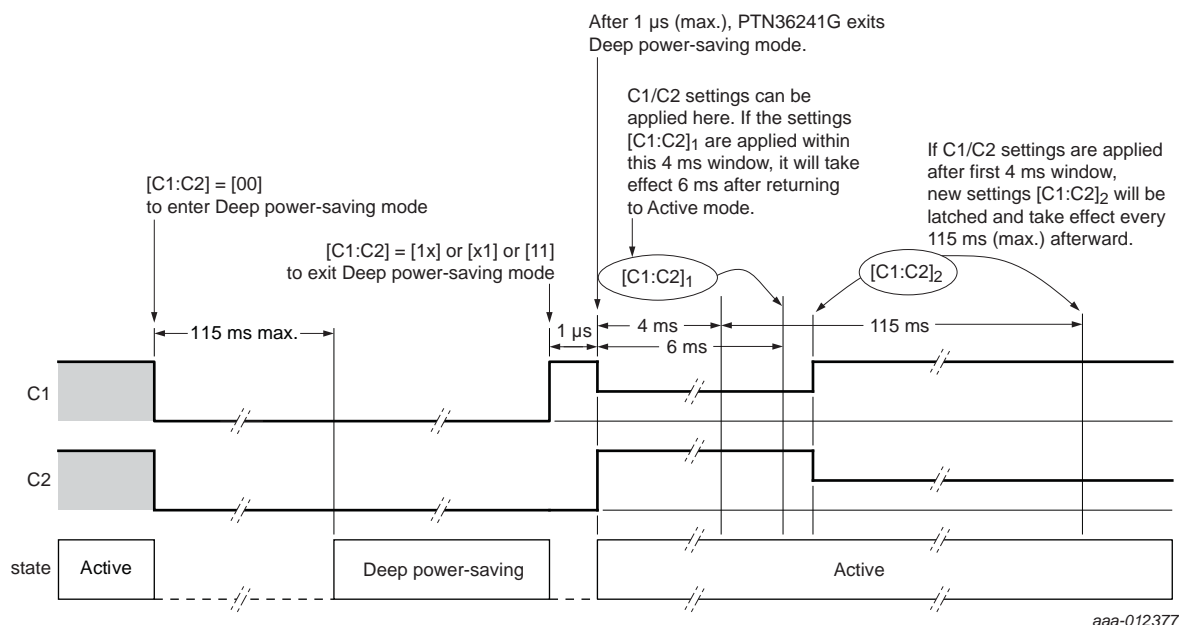 After 1 µs (max.), PTN36241G exits
Deep power-saving mode.
C1/C2 settings can be
applied here. If the settings
[C1:C2]1 are applied within
this 4 ms window, it will take
effect 6 ms after returning
to Active mode.
If C1/C2 settings are applied
after first 4 ms window,
new settings [C1:C2]2 will be
latched and take effect every
115 ms (max.) afterward.
[C1:C2] = [00]
to enter Deep power-saving mode
[C1:C2] = [1x] or [x1] or [11]
to exit Deep power-saving mode
[C1:C2]1
[C1:C2]2
115 ms max.
1 µs
4 ms
115 ms
6 ms
C1
C2
state
Active
Deep power-saving
Active
aaa-012377